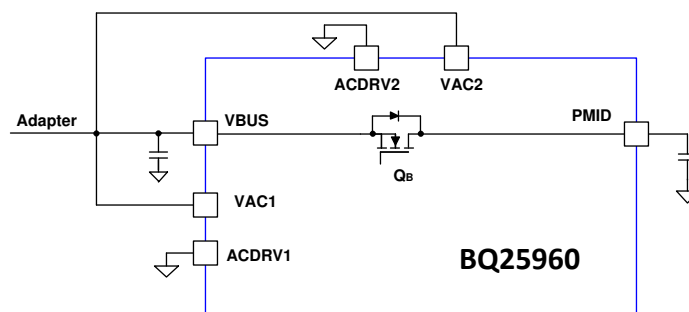 ACDRV2
VAC2
Adapter
VBUS
PMID
QB
VAC1
ACDRV1
BQ25960